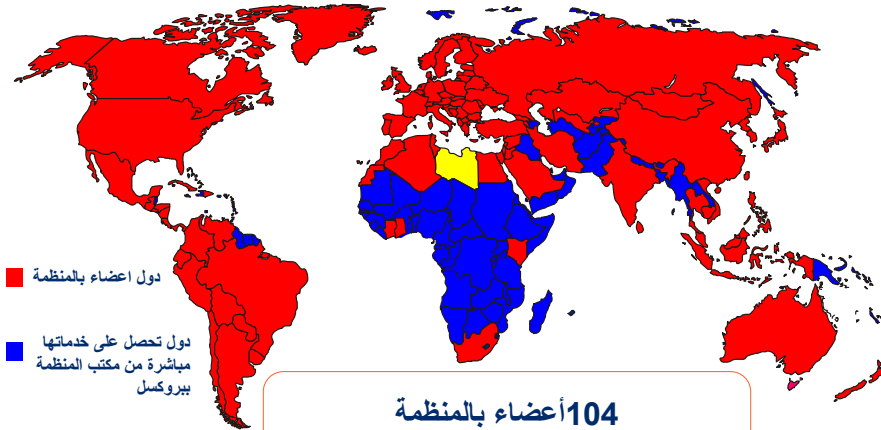 دول اعضاء بالمنظمة
دول تحصل على خدماتها
مباشرة من مكتب المنظمة
ببروكسل
104أعضاء بالمنظمة